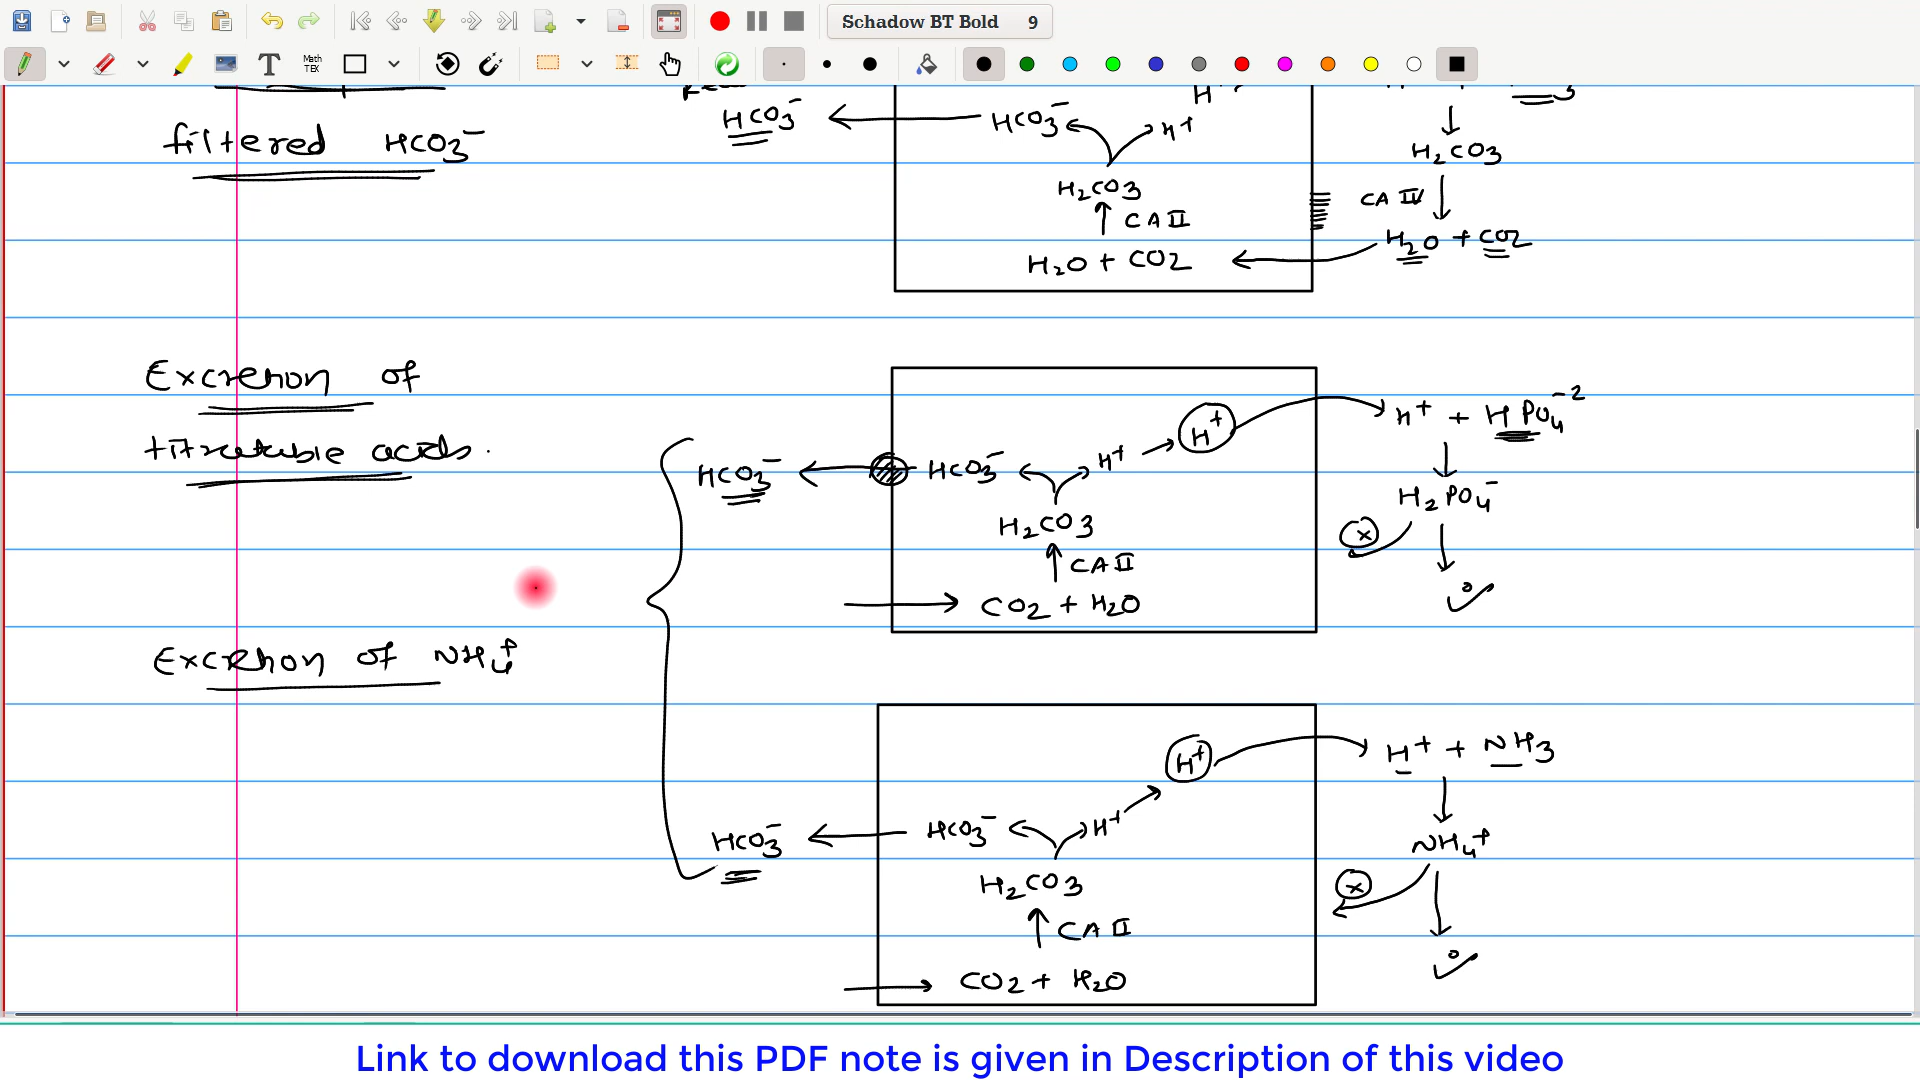 Schadow BT Bold 9
T
Math
TEX
filtered HCO3-
HCO3- HCO3- H+
H2CO3
H2CO3
CA II
CA IV
H2O + CO2
H2O + CO2
Excretion of
titratable acids.
H+ H+ H+ + HPO4-2
HCO3- HCO3-
H2PO4-
H2CO3
x
CA II
CO2 + H2O
Excretion of NH4+
H+ H+ H+ + NH3
HCO3- HCO3-
NH4+
H2CO3
x
CA II
CO2 + H2O
Link to download this PDF note is given in Description of this video